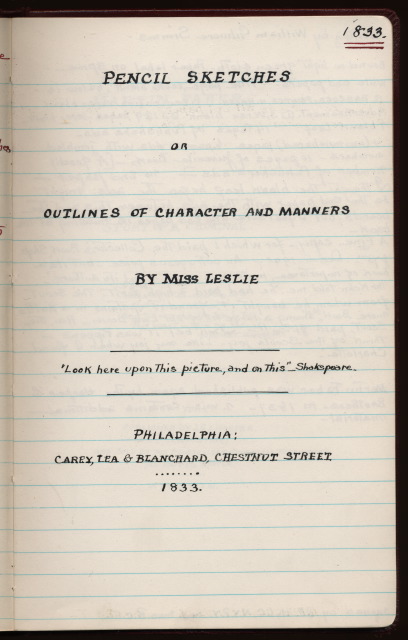 1833.
PENCIL SKETCHES
OR
OUTLINES OF CHARACTER AND MANNERS
BY MISS LESLIE
"Look here upon This picture, and on This" _ Shakspeare.
PHILADELPHIA:
CAREY, LEA & BLANCHARD, CHESTNUT STREET.
........
1833.